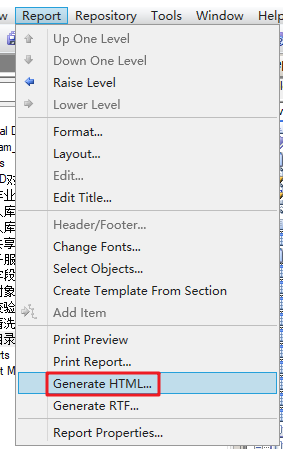 Report Repository Tools Window Help
Up One Level
Down One Level
Raise Level
Lower Level
Format...
Layout...
Edit...
Edit Title...
Header/Footer...
Change Fonts...
Select Objects...
Create Template From Section
Add Item
Print Preview
Print Report...
Generate HTML...
Generate RTF...
Report Properties...